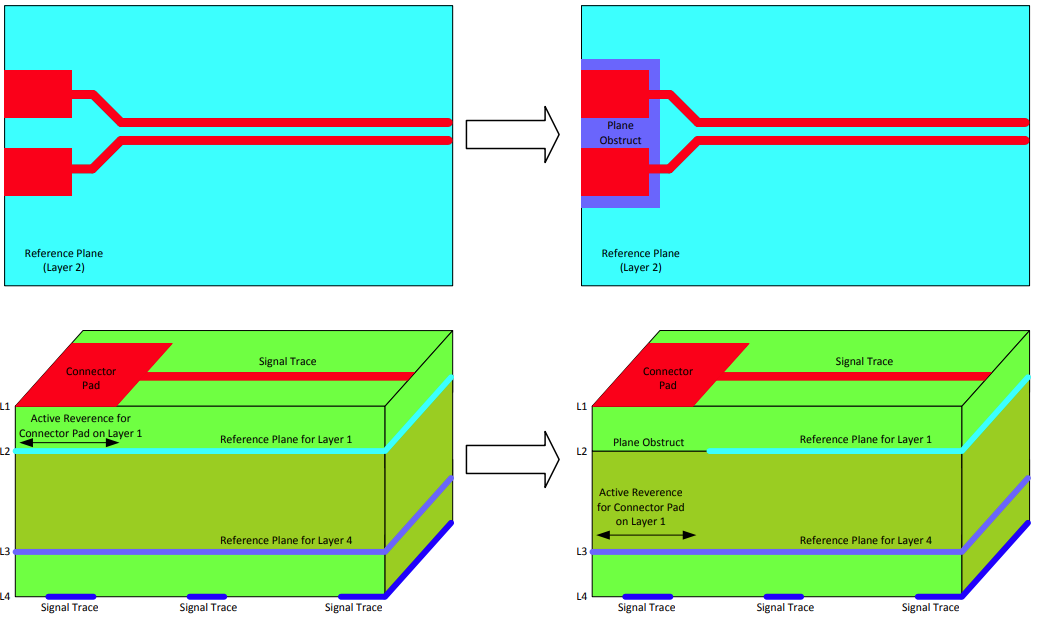 Reference Plane
(Layer 2)
Plane
Obstruct
Reference Plane
(Layer 2)
Connector
Pad
Signal Trace
L1
Active Reverence for
Connector Pad on Layer 1
Reference Plane for Layer 1
L2
Reference Plane for Layer 4
L3
L4
Signal Trace
Signal Trace
Signal Trace
Connector
Pad
Signal Trace
L1
Plane Obstruct
Reference Plane for Layer 1
L2
Active Reverence
for Connector Pad
on Layer 1
Reference Plane for Layer 4
L3
L4
Signal Trace
Signal Trace
Signal Trace